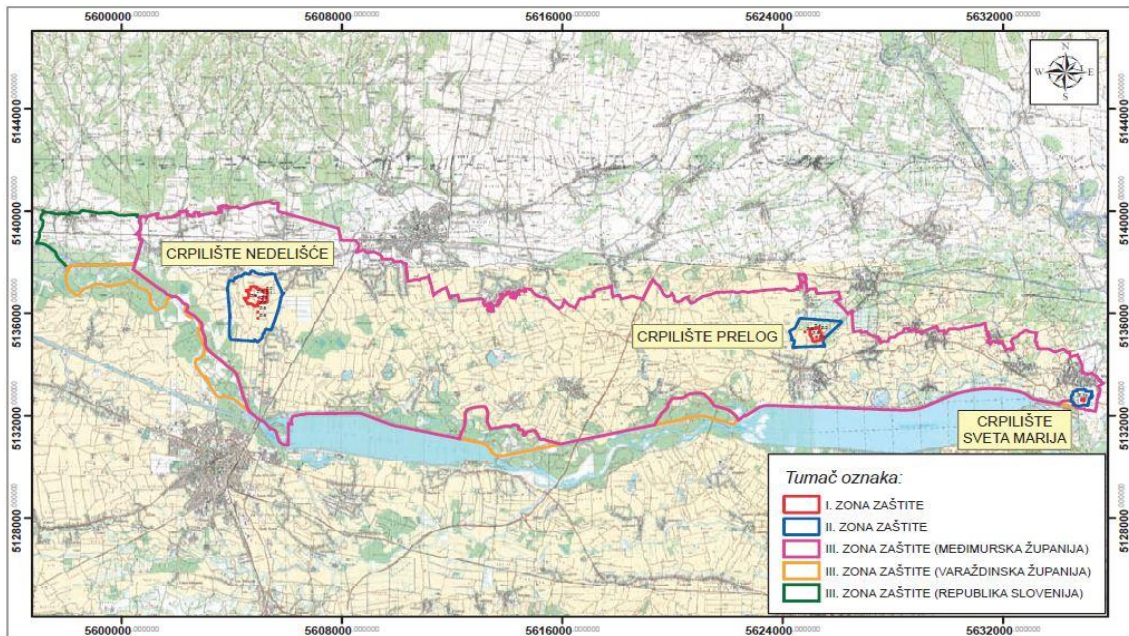 5600000.000000 5608000.000000 5616000.000000 5624000.000000 5632000.000000
N
W E
S
5144000.000000 5144000.000000
5140000.000000 5140000.000000
CRPILIŠTE NEDELIŠĆE
5136000.000000 5136000.000000
CRPILIŠTE PRELOG
5132000.000000 5132000.000000
CRPILIŠTE
SVETA MARIJA
Tumač oznaka:
I. ZONA ZAŠTITE
II. ZONA ZAŠTITE
III. ZONA ZAŠTITE (MEĐIMURSKA ŽUPANIJA)
III. ZONA ZAŠTITE (VARAŽDINSKA ŽUPANIJA)
III. ZONA ZAŠTITE (REPUBLIKA SLOVENIJA)
5128000.000000 5128000.000000
5600000.000000 5608000.000000 5616000.000000 5624000.000000 5632000.000000